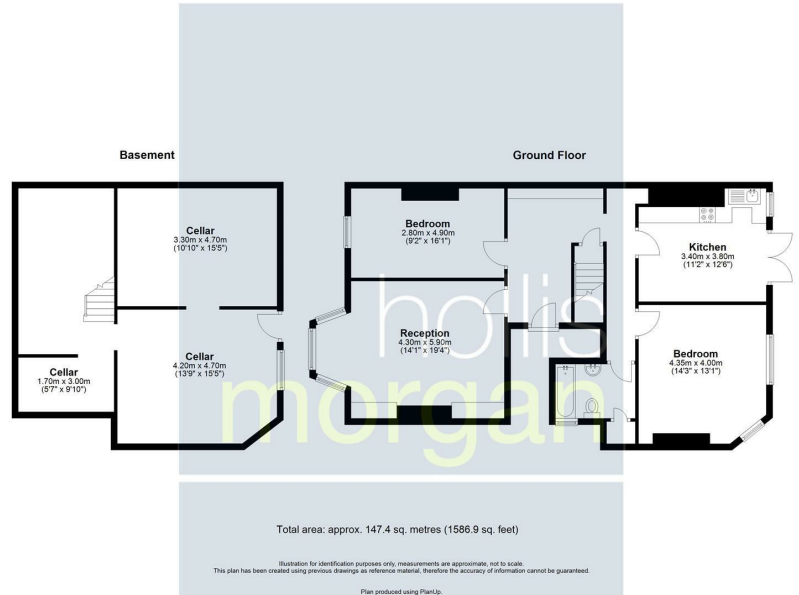 Basement
Ground Floor
Cellar
3.30m x 4.70m
(10'10" x 15'5")
Bedroom
2.80m x 4.90m
(9'2" x 16'1")
Kitchen
3.40m x 3.80m
(11'2" x 12'6")
Reception
4.30m x 5.90m
(14'1" x 19'4")
Cellar
4.20m x 4.70m
(13'9" x 15'5")
Bedroom
4.35m x 4.00m
(14'3" x 13'1")
Cellar
1.70m x 3.00m
(5'7" x 9'10")
hollis
morgan
Total area: approx. 147.4 sq. metres (1586.9 sq. feet)
Illustration for identification purposes only, measurements are approximate, not to scale.
This plan has been created using previous drawings as reference material, therefore the accuracy of information cannot be guaranteed.
Plan produced using PlanUp.